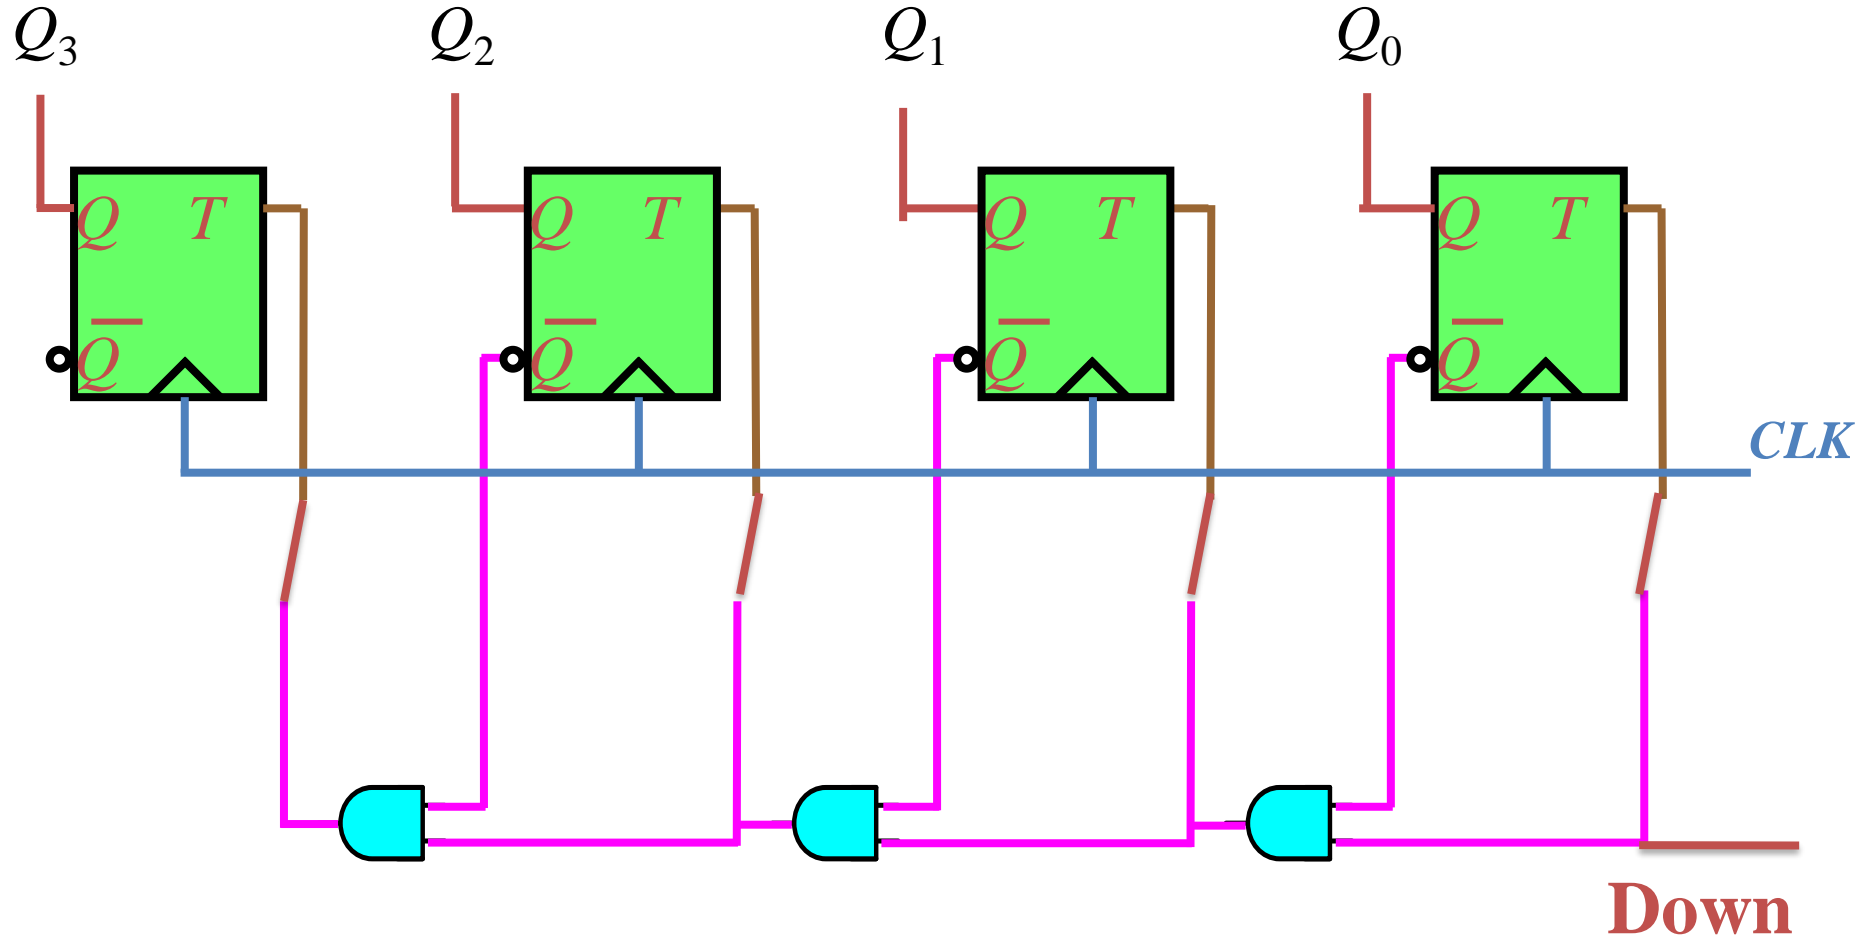 Q₃ Q₂ Q₁ Q₀
Q T Q T Q T Q T
Q̅ Q̅ Q̅ Q̅
CLK
Down